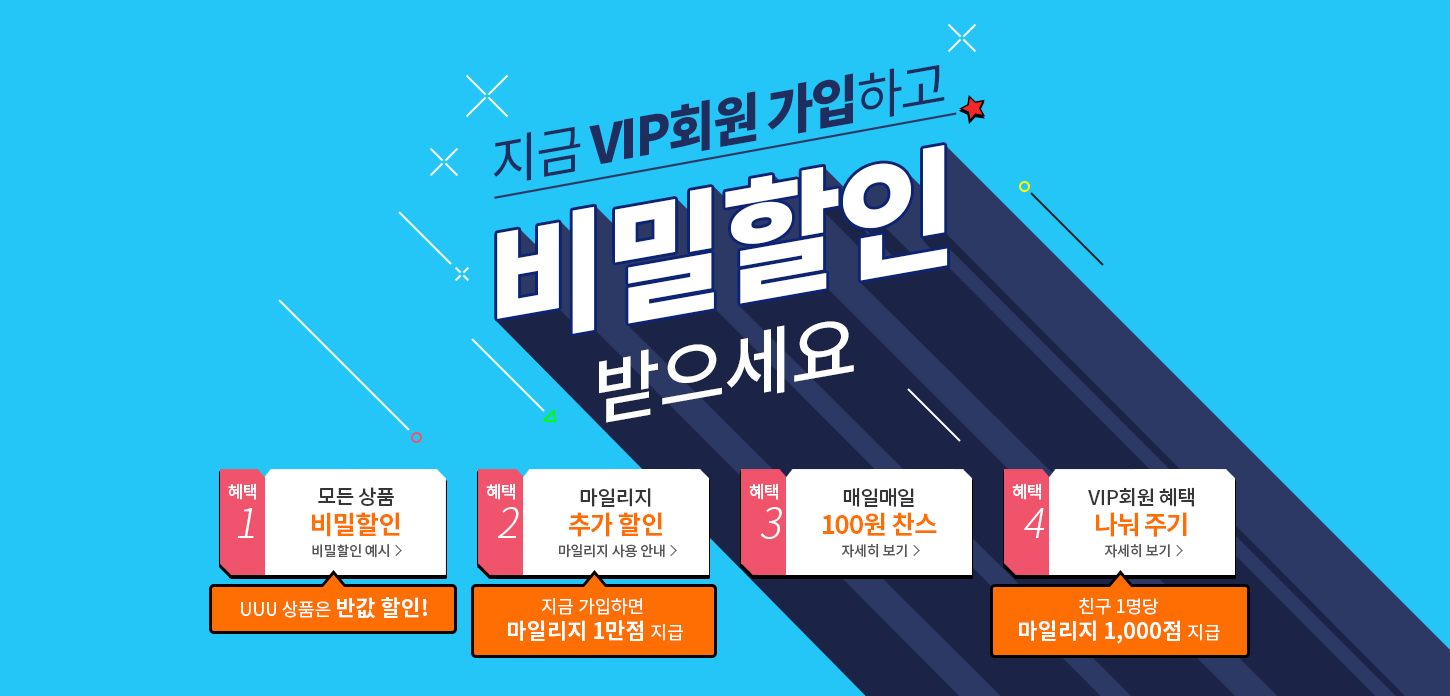 지금 VIP회원 가입하고
비밀할인
받으세요
혜택
1
모든 상품
비밀할인
비밀할인 예시 >
UUU 상품은 반값 할인!
혜택
2
마일리지
추가 할인
마일리지 사용 안내 >
지금 가입하면
마일리지 1만점 지급
혜택
3
매일매일
100원 찬스
자세히 보기 >
혜택
4
VIP회원 혜택
나눠 주기
자세히 보기 >
친구 1명당
마일리지 1,000점 지급